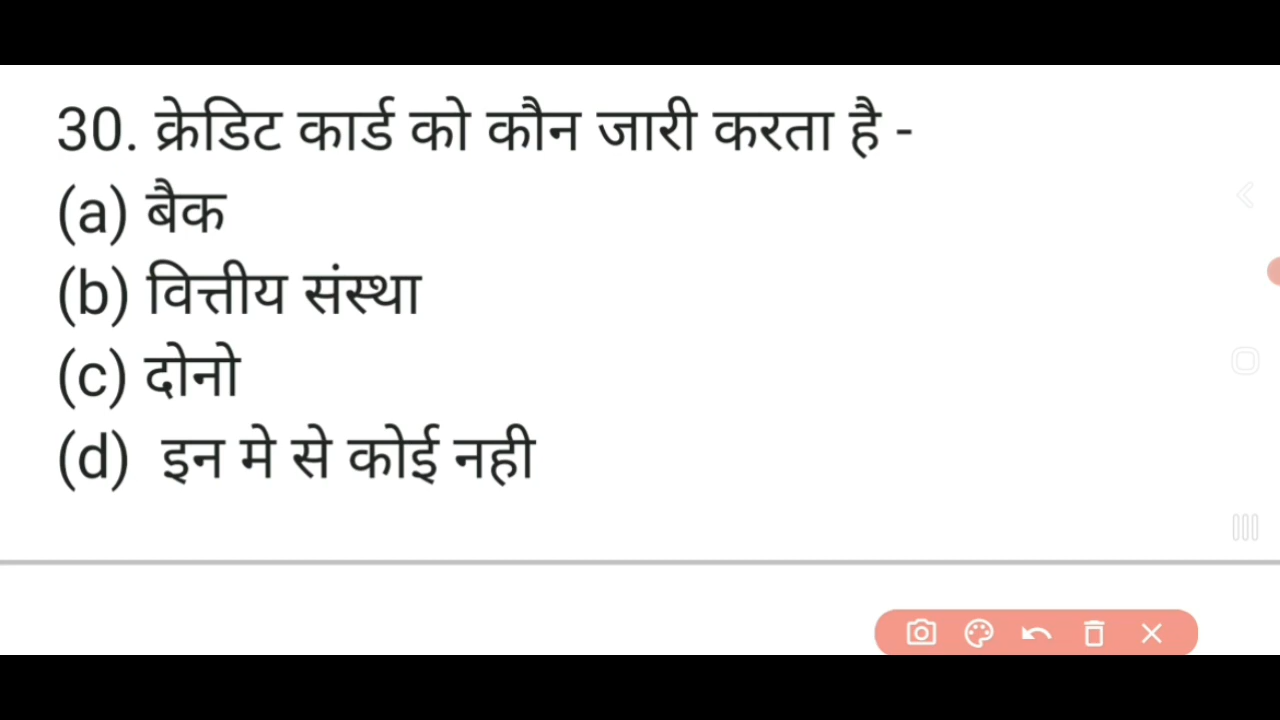 30. क्रेडिट कार्ड को कौन जारी करता है -
(a) बैक
(b) वित्तीय संस्था
(c) दोनो
(d) इन मे से कोई नही